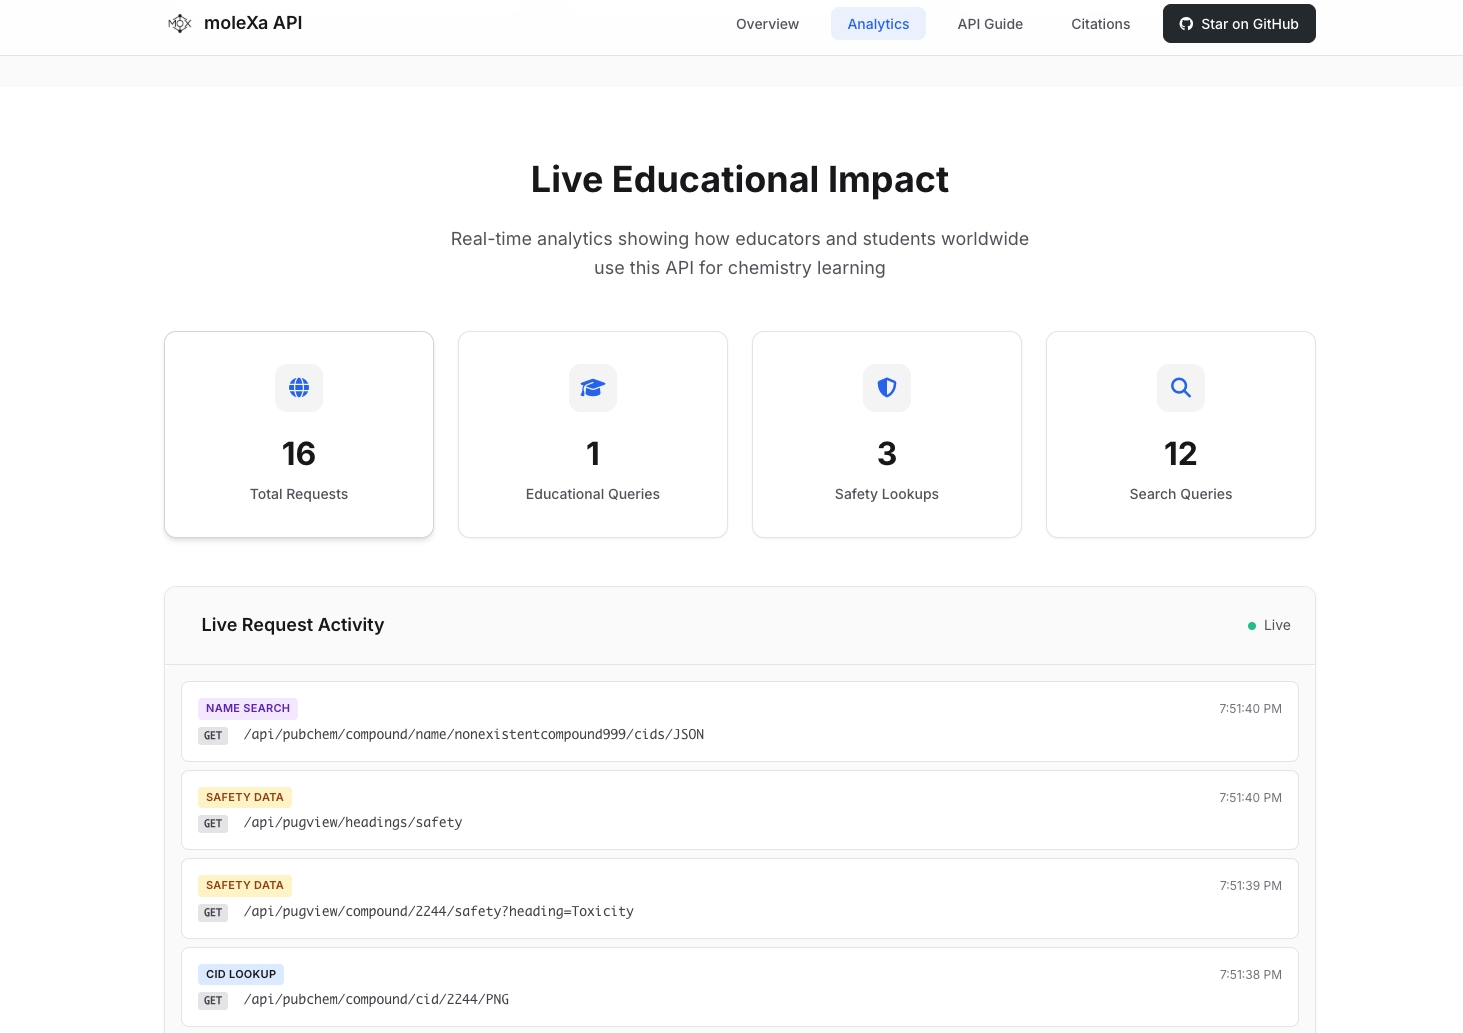 moleXa API
Overview
Analytics
API Guide
Citations
Star on GitHub
Live Educational Impact
Real-time analytics showing how educators and students worldwide
use this API for chemistry learning
16
Total Requests
1
Educational Queries
3
Safety Lookups
12
Search Queries
Live Request Activity
Live
NAME SEARCH
7:51:40 PM
GET /api/pubchem/compound/name/nonexistentcompound999/cids/JSON
SAFETY DATA
7:51:40 PM
GET /api/pugview/headings/safety
SAFETY DATA
7:51:39 PM
GET /api/pugview/compound/2244/safety?heading=Toxicity
CID LOOKUP
7:51:38 PM
GET /api/pubchem/compound/cid/2244/PNG